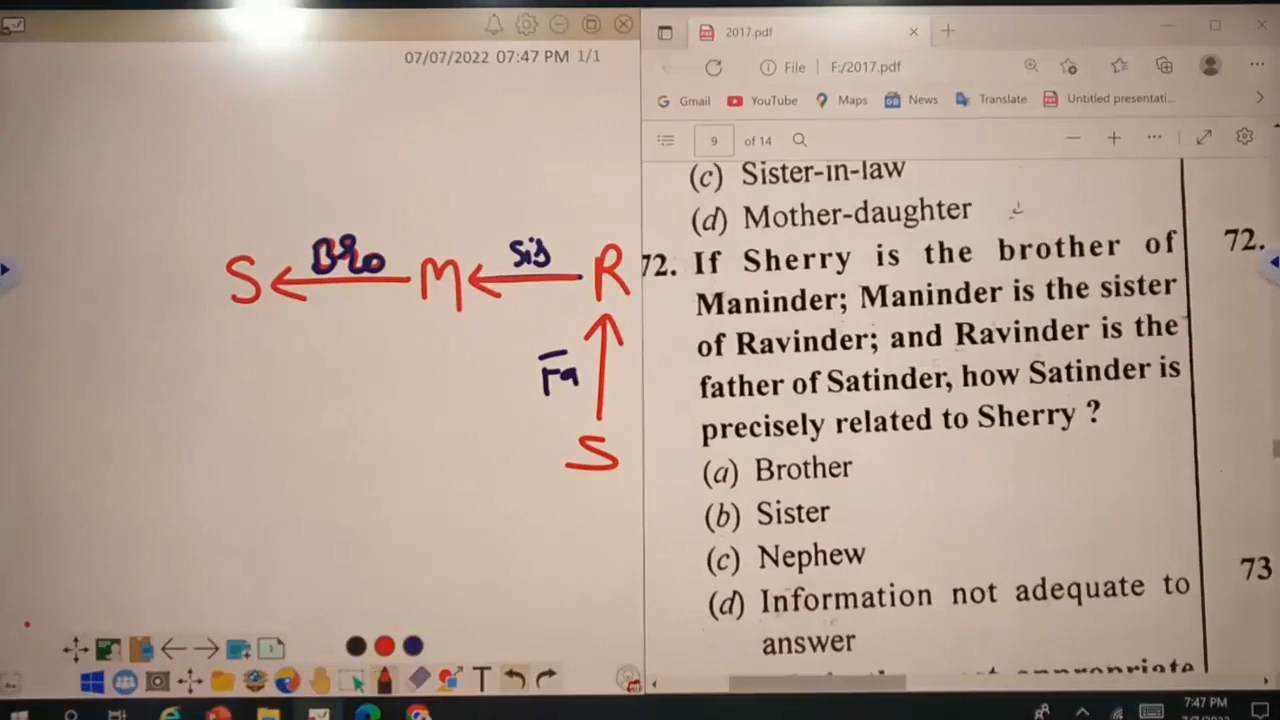 07/07/2022 07:47 PM 1/1
S Bro M Sis R
Fa
S
2017.pdf
File F:/2017.pdf
Gmail YouTube Maps News Translate Untitled presentati...
9 of 14
(c) Sister-in-law
(d) Mother-daughter
72. If Sherry is the brother of
Maninder; Maninder is the sister
of Ravinder; and Ravinder is the
father of Satinder, how Satinder is
precisely related to Sherry ?
(a) Brother
(b) Sister
(c) Nephew
(d) Information not adequate to
answer
72.
73
7:47 PM